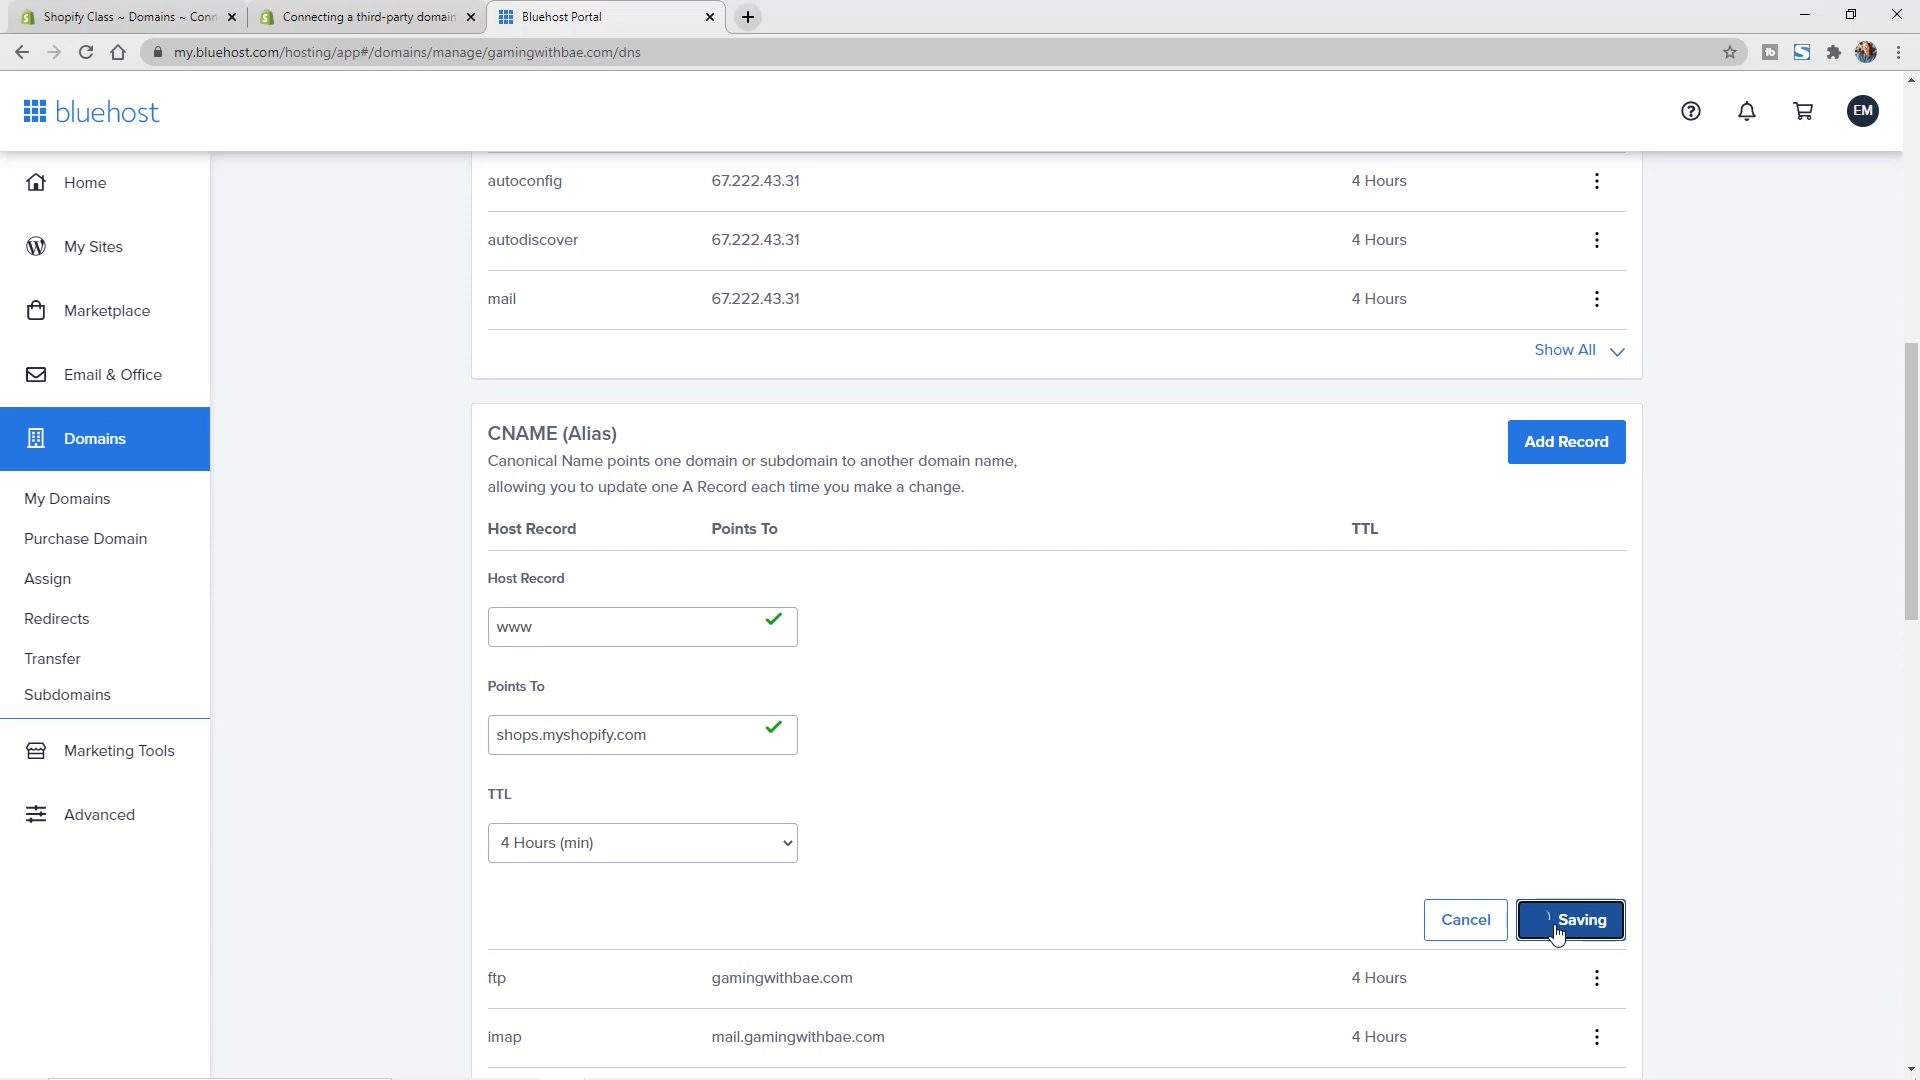 Shopify Class ~ Domains ~ Conn
Connecting a third-party domain
Bluehost Portal
my.bluehost.com/hosting/app#/domains/manage/gamingwithbae.com/dns
bluehost
EM
Home
My Sites
Marketplace
Email & Office
Domains
My Domains
Purchase Domain
Assign
Redirects
Transfer
Subdomains
Marketing Tools
Advanced
autoconfig 67.222.43.31 4 Hours
autodiscover 67.222.43.31 4 Hours
mail 67.222.43.31 4 Hours
Show All
CNAME (Alias)
Add Record
Canonical Name points one domain or subdomain to another domain name,
allowing you to update one A Record each time you make a change.
Host Record Points To TTL
Host Record
www
Points To
shops.myshopify.com
TTL
4 Hours (min)
Cancel Saving
ftp gamingwithbae.com 4 Hours
imap mail.gamingwithbae.com 4 Hours